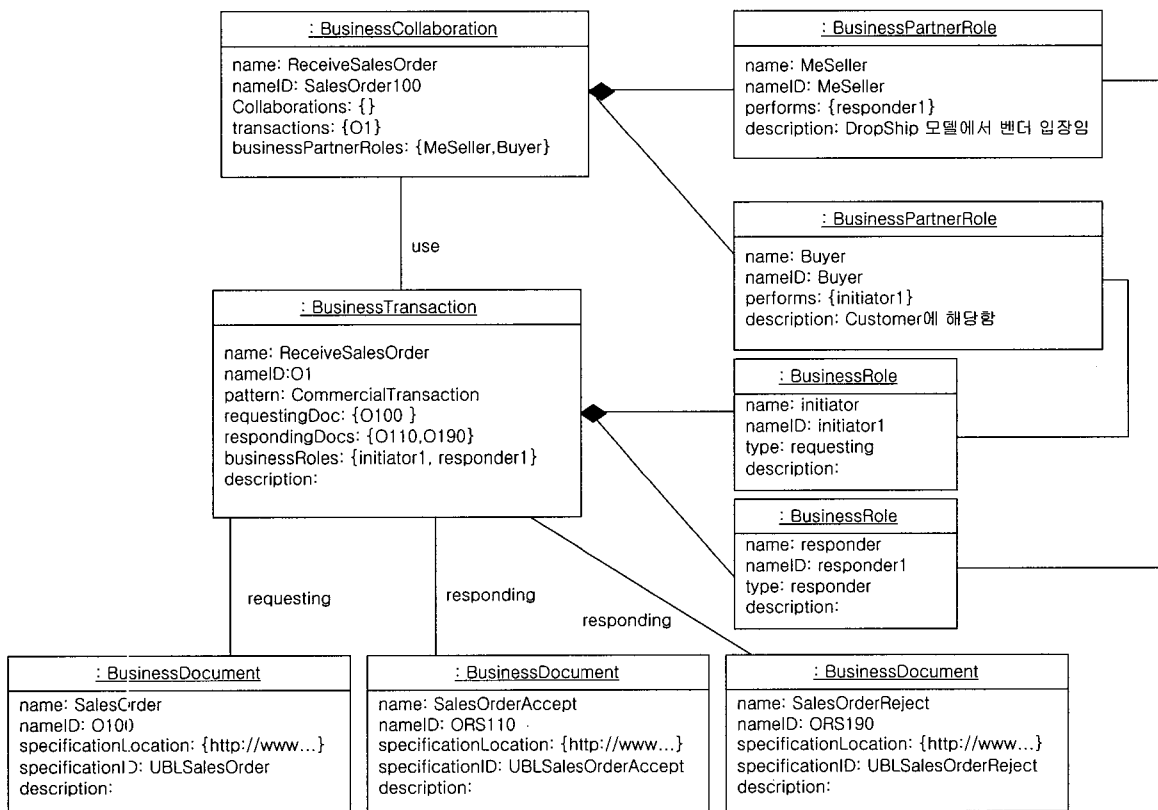 : BusinessCollaboration
name: ReceiveSalesOrder
nameID: SalesOrder100
Collaborations: {}
transactions: {O1}
businessPartnerRoles: {MeSeller,Buyer}
: BusinessPartnerRole
name: MeSeller
nameID: MeSeller
performs: {responder1}
description: DropShip 모델에서 벤더 입장임
: BusinessPartnerRole
name: Buyer
nameID: Buyer
performs: {initiator1}
description: Customer에 해당함
use
: BusinessTransaction
name: ReceiveSalesOrder
nameID:O1
pattern: CommercialTransaction
requestingDoc: {O100 }
respondingDocs: {O110,O190}
businessRoles: {initiator1, responder1}
description:
: BusinessRole
name: initiator
nameID: initiator1
type: requesting
description:
: BusinessRole
name: responder
nameID: responder1
type: responder
description:
requesting
responding
responding
: BusinessDocument
name: SalesOrder
nameID: O100
specificationLocation: {http://www...}
specificationID: UBLSalesOrder
description:
: BusinessDocument
name: SalesOrderAccept
nameID: ORS110
specificationLocation: {http://www...}
specificationID: UBLSalesOrderAccept
description:
: BusinessDocument
name: SalesOrderReject
nameID: ORS190
specificationLocation: {http://www...}
specificationID: UBLSalesOrderReject
description: